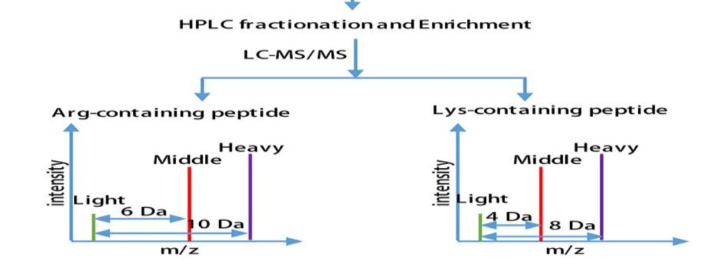 HPLC fractionation and Enrichment
LC-MS/MS
Arg-containing peptide
intensity
Light
Middle
Heavy
6 Da
10 Da
m/z
Lys-containing peptide
intensity
Light
Middle
Heavy
4 Da
8 Da
m/z